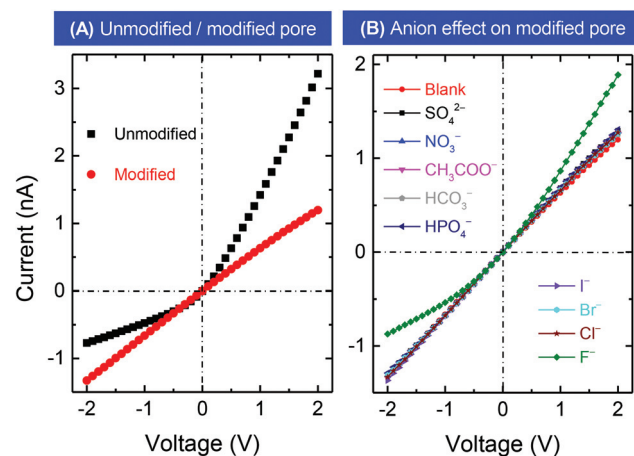 (A) Unmodified / modified pore
3
2
1
0
-1
Current (nA)
Unmodified
Modified
-2 -1 0 1 2
Voltage (V)
(B) Anion effect on modified pore
2
1
0
-1
Blank
SO₄²⁻
NO₃⁻
CH₃COO⁻
HCO₃⁻
HPO₄⁻
I⁻
Br⁻
Cl⁻
F⁻
-2 -1 0 1 2
Voltage (V)